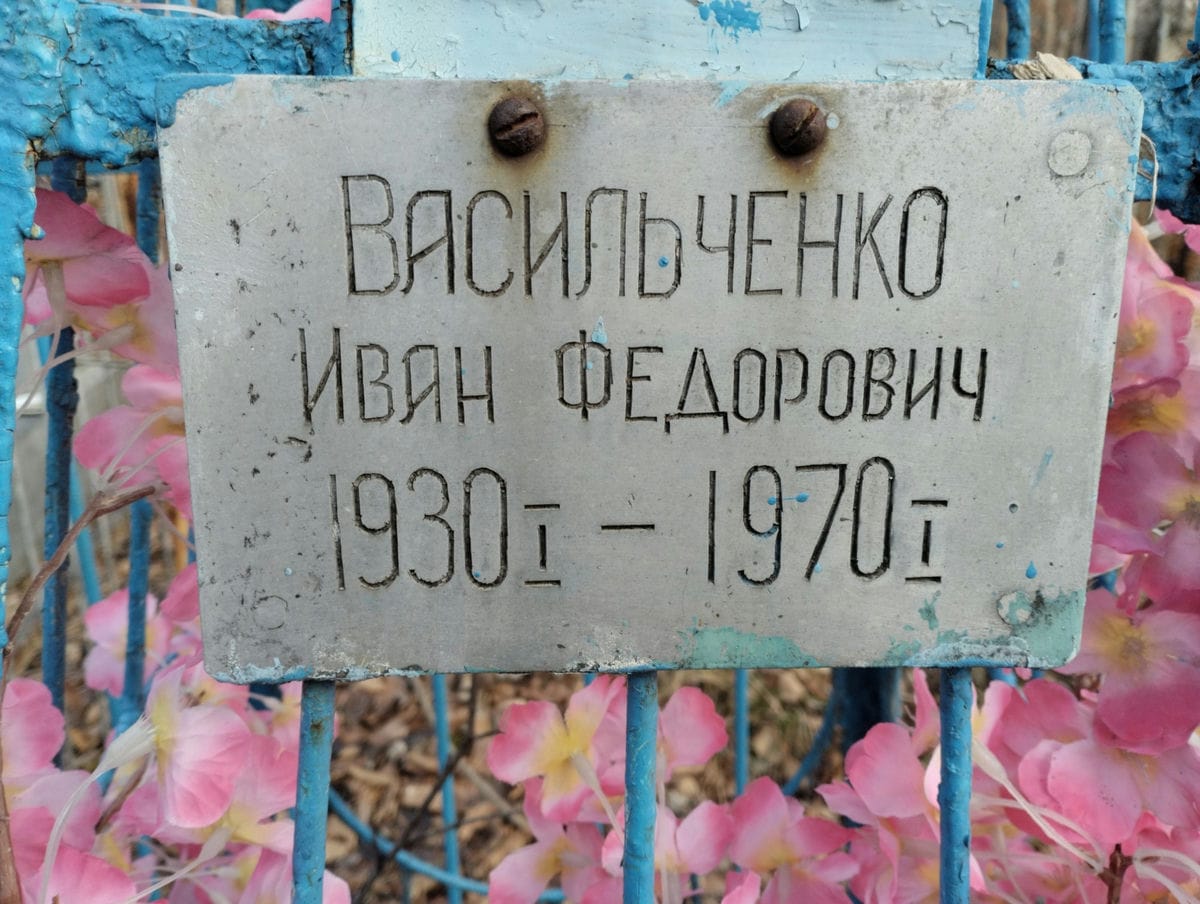 Васильченко
Иван Федорович
1930г – 1970г